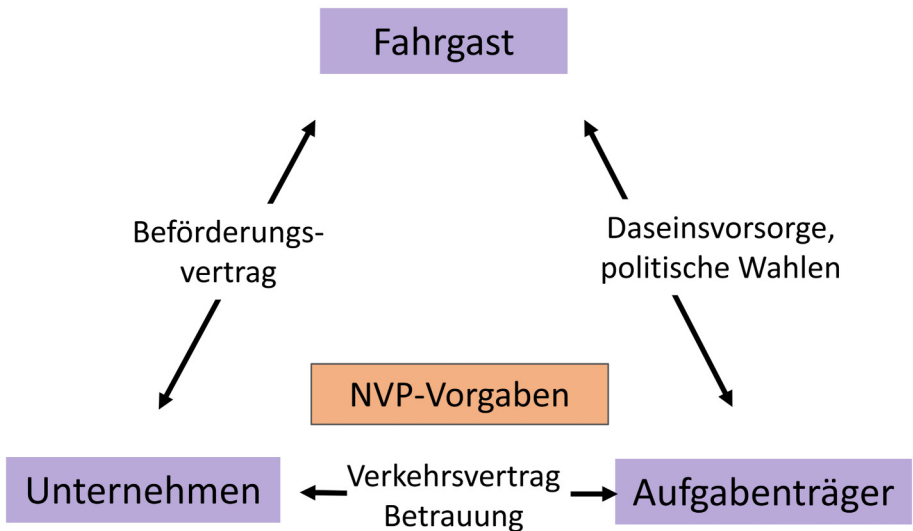 Fahrgast
Beförderungs-
vertrag
Daseinsvorsorge,
politische Wahlen
NVP-Vorgaben
Unternehmen
Verkehrsvertrag
Betrauung
Aufgabenträger